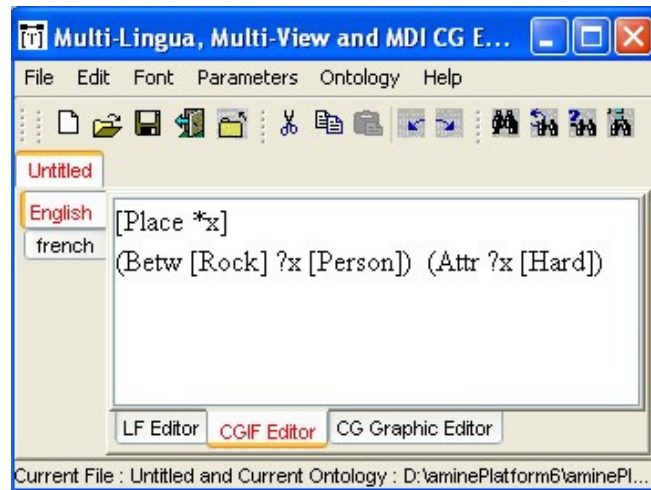 Multi-Lingua, Multi-View and MDI CG E...
File Edit Font Parameters Ontology Help
Untitled
English
french
[Place *x]
(Betw [Rock] ?x [Person]) (Attr ?x [Hard])
LF Editor CGIF Editor CG Graphic Editor
Current File : Untitled and Current Ontology : D:\aminePlatform6\aminePl...